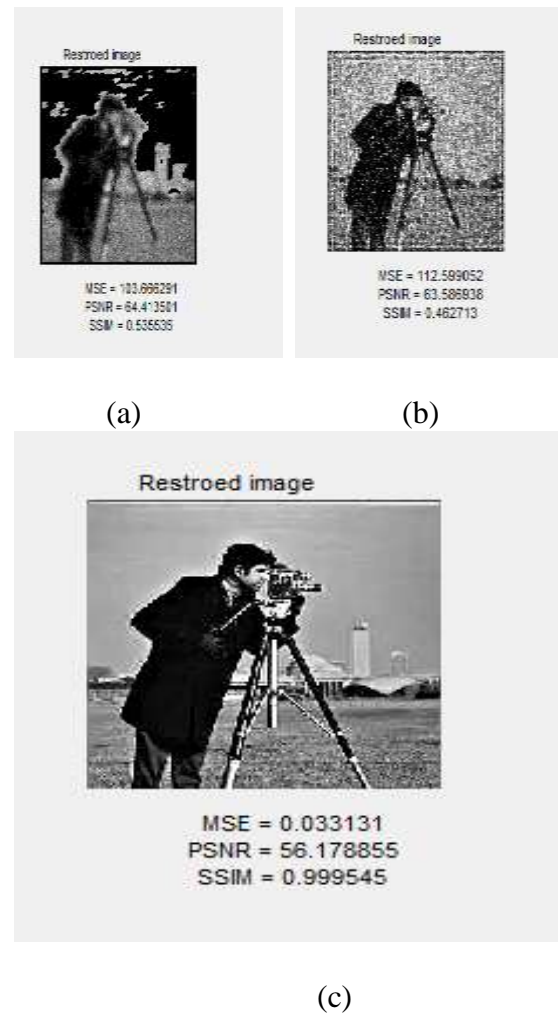 Restroed image
MSE = 103.666291
PSNR = 64.413501
SSIM = 0.535535
(a)
Restroed image
MSE = 112.599052
PSNR = 63.586938
SSIM = 0.462713
(b)
Restroed image
MSE = 0.033131
PSNR = 56.178855
SSIM = 0.999545
(c)